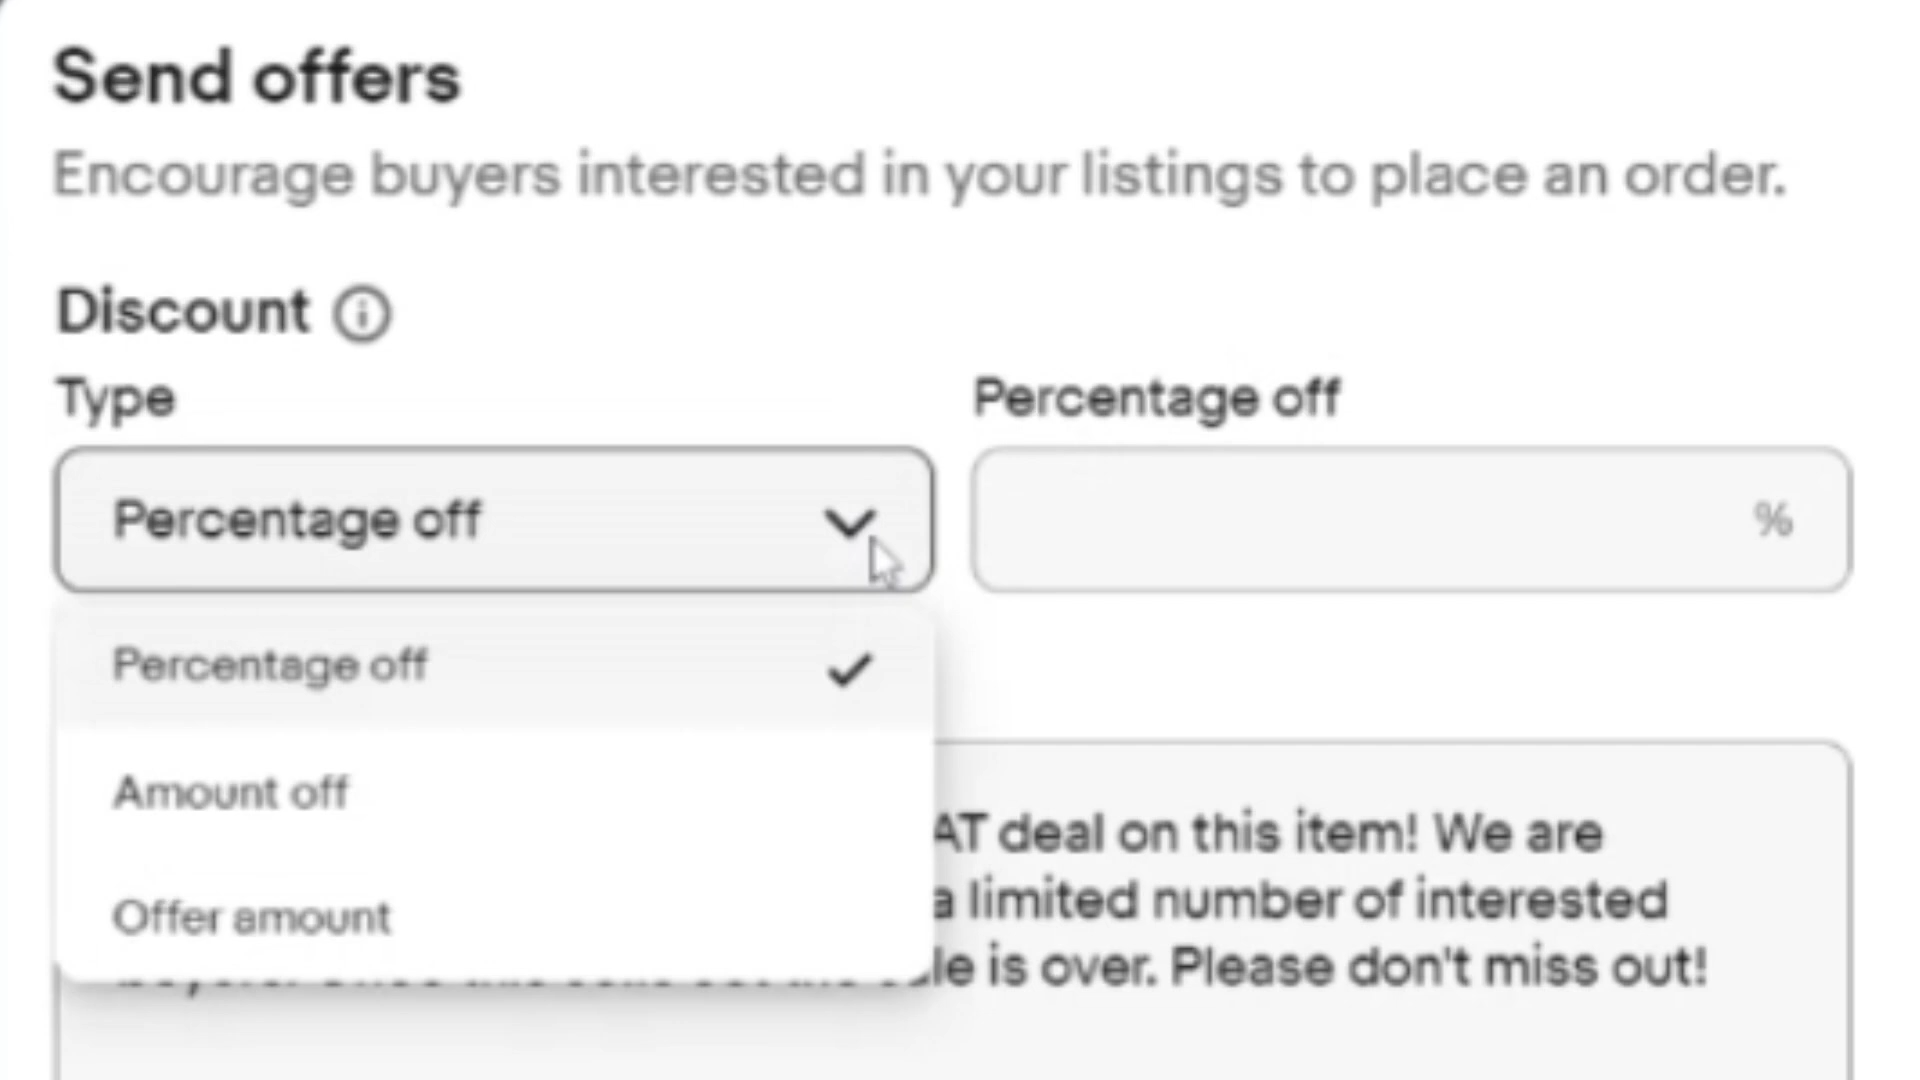 Send offers
Encourage buyers interested in your listings to place an order.
Discount
Type
Percentage off
Percentage off
%
Percentage off
Amount off
Offer amount
AT deal on this item! We are
a limited number of interested
le is over. Please don't miss out!